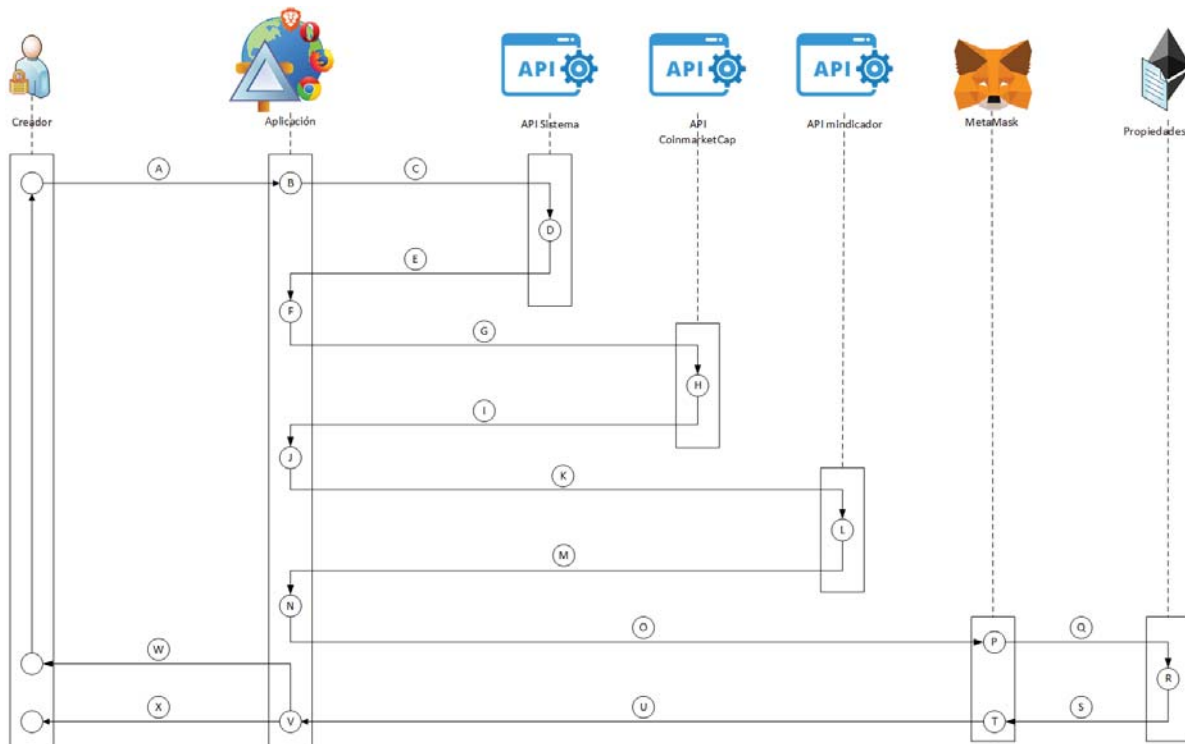 API
API
API
Creador
Aplicación
API Sistema
API
CoinmarketCap
API mindicador
MetaMask
Propiedades
A
B
C
D
E
F
G
H
I
J
K
L
M
N
O
P
Q
W
R
X
V
U
T
S